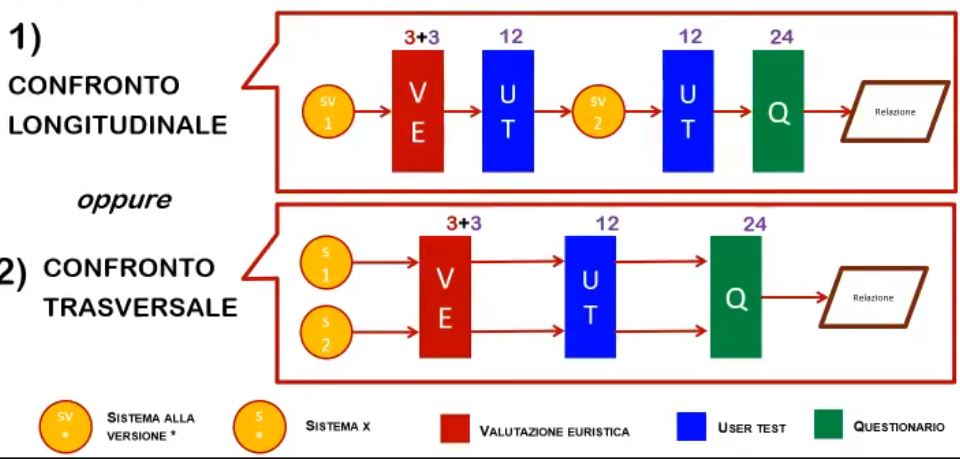 1)
CONFRONTO
LONGITUDINALE
3+3
12
12
24
SV
1
V
E
U
T
SV
2
U
T
Q
Relazione
oppure
2)
CONFRONTO
TRASVERSALE
3+3
12
24
S
1
S
2
V
E
U
T
Q
Relazione
SV
*
SISTEMA ALLA
VERSIONE *
S
*
SISTEMA X
VALUTAZIONE EURISTICA
USER TEST
QUESTIONARIO